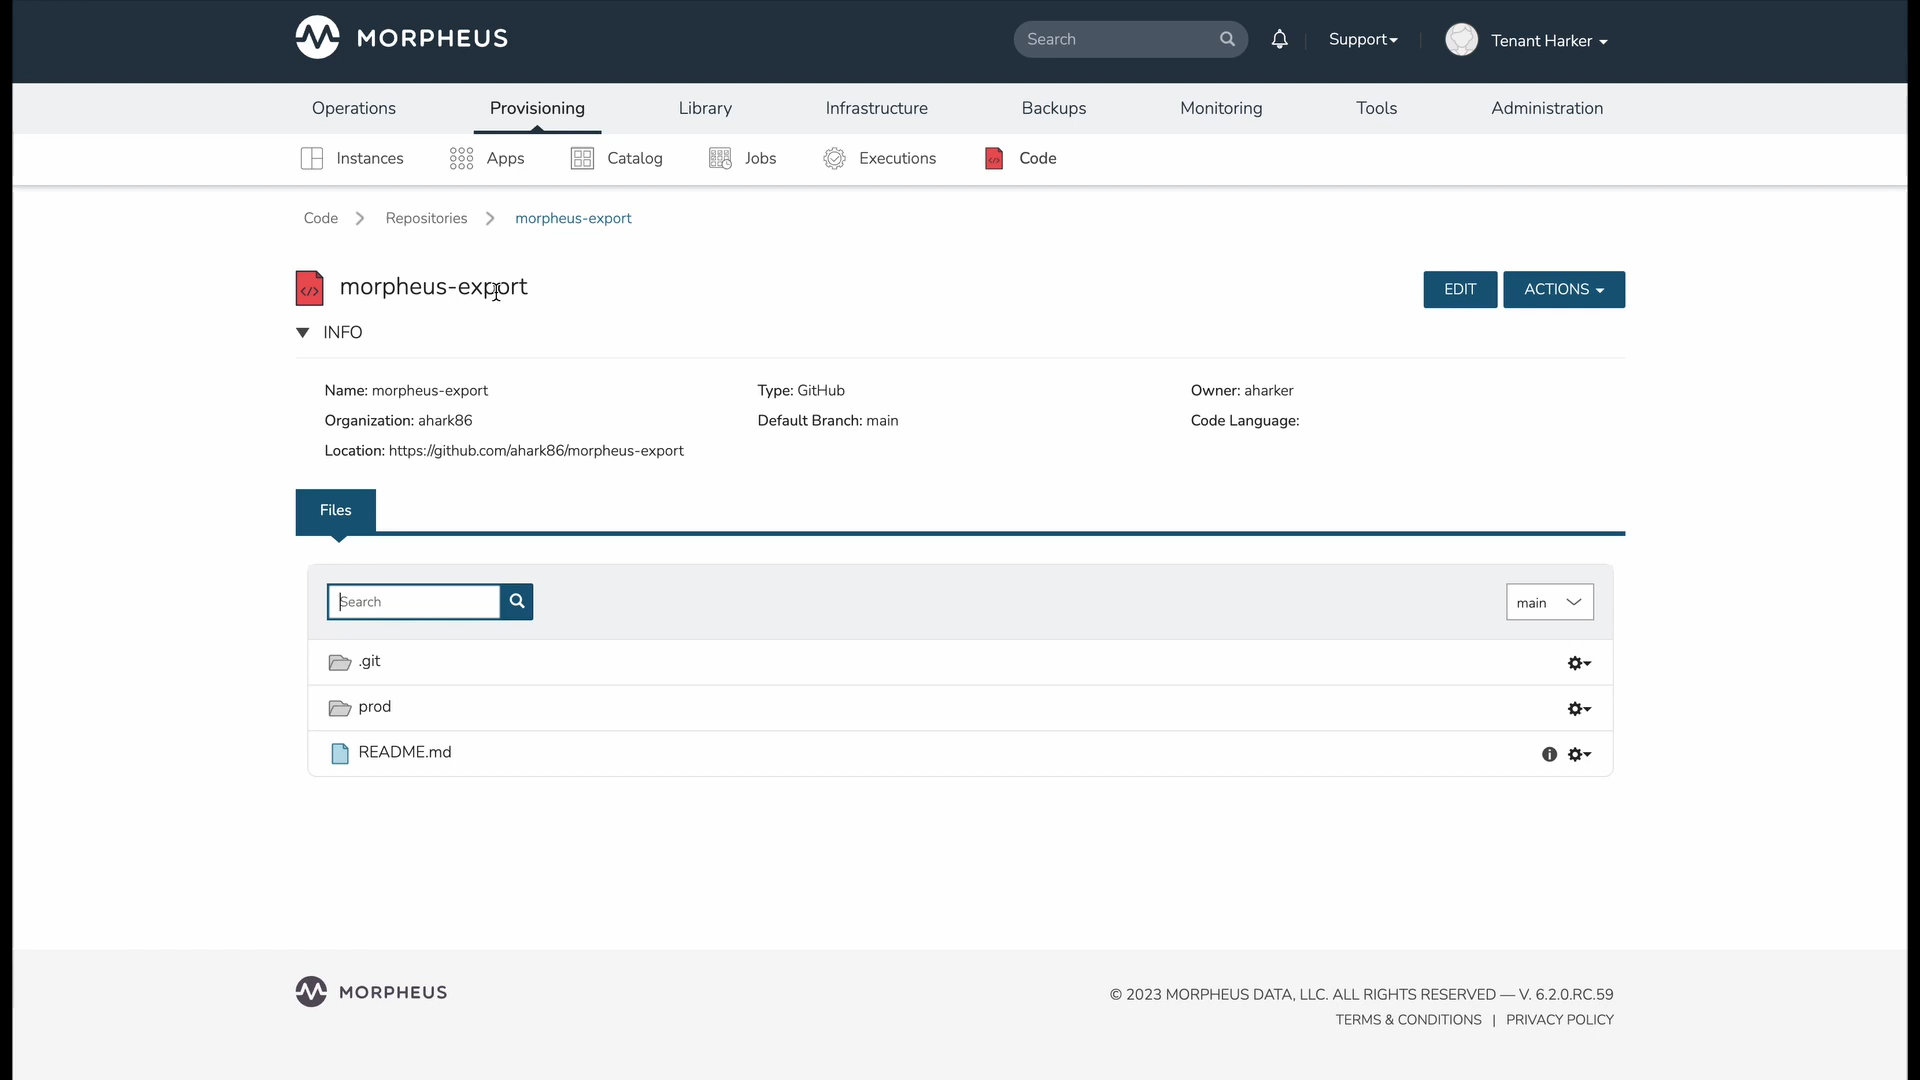 MORPHEUS
Search
Support
Tenant Harker
Operations
Provisioning
Library
Infrastructure
Backups
Monitoring
Tools
Administration
Instances
Apps
Catalog
Jobs
Executions
Code
Code
Repositories
morpheus-export
morpheus-export
EDIT
ACTIONS
INFO
Name: morpheus-export
Type: GitHub
Owner: aharker
Organization: ahark86
Default Branch: main
Code Language:
Location: https://github.com/ahark86/morpheus-export
Files
Search
main
.git
prod
README.md
MORPHEUS
© 2023 MORPHEUS DATA, LLC. ALL RIGHTS RESERVED — V. 6.2.0.RC.59
TERMS & CONDITIONS | PRIVACY POLICY